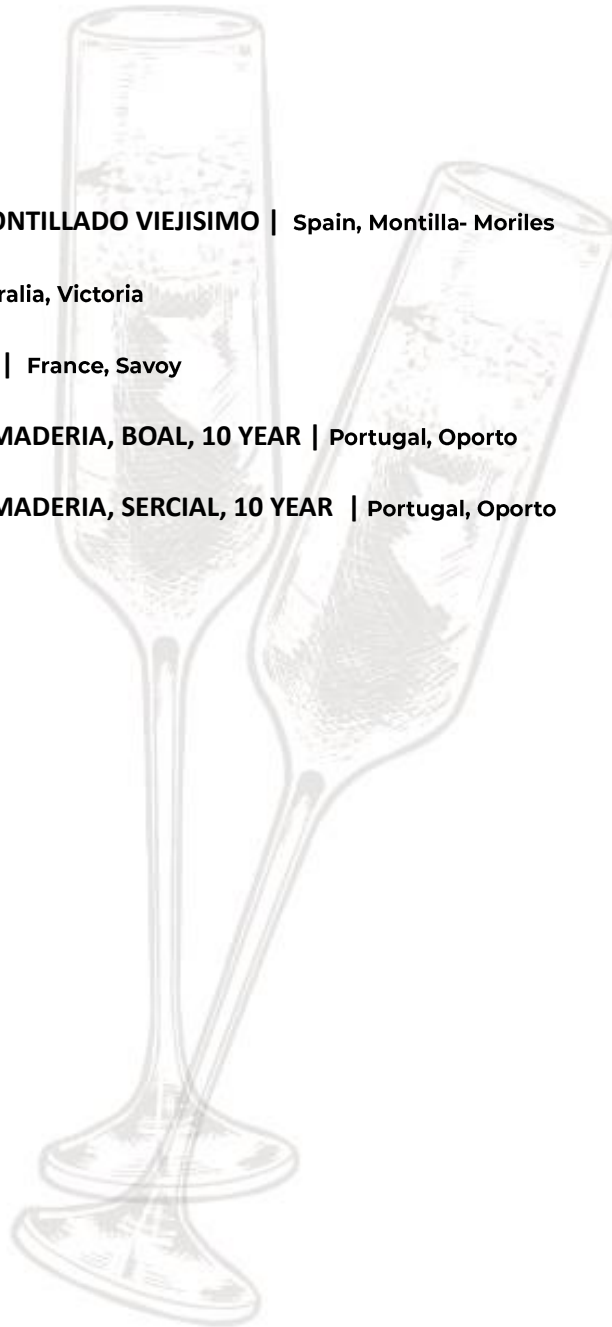 ONTILLADO VIEJISIMO | Spain, Montilla- Moriles
ralia, Victoria
| France, Savoy
MADERIA, BOAL, 10 YEAR | Portugal, Oporto
MADERIA, SERCIAL, 10 YEAR | Portugal, Oporto